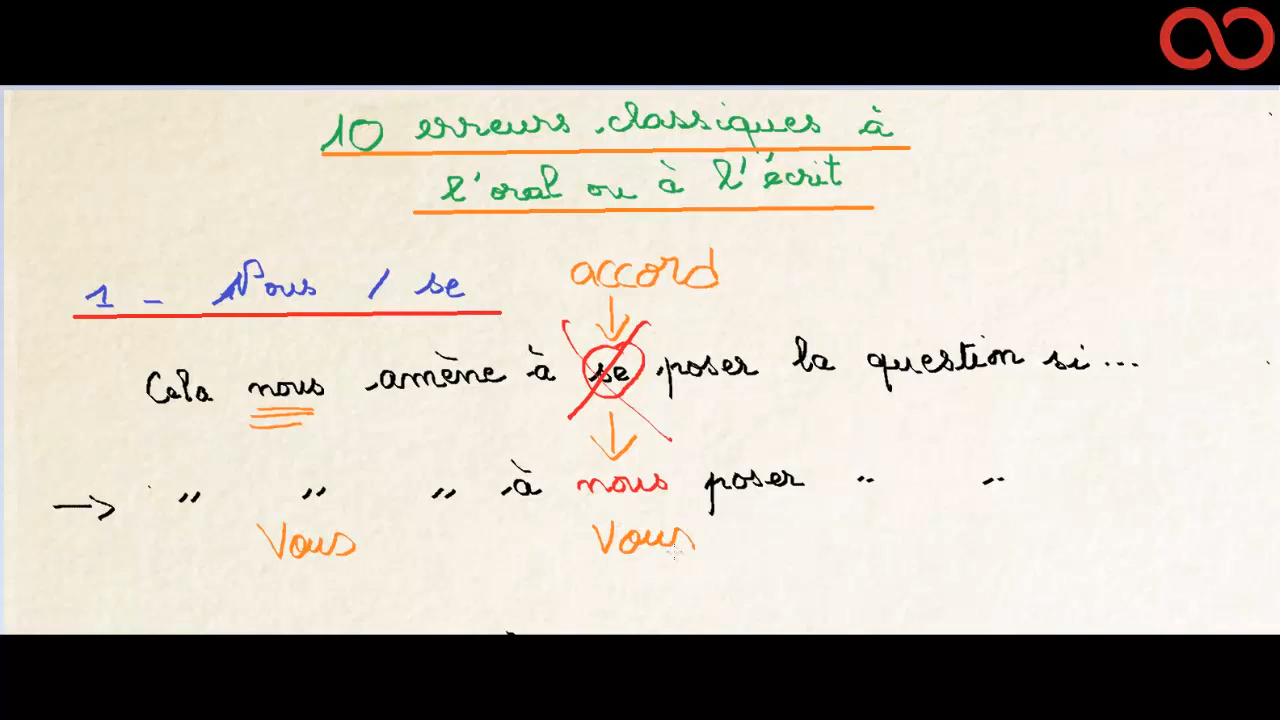 10 erreurs classiques à
l'oral ou à l'écrit
1 - Nous / se
accord
Cela nous amène à se poser la question si...
→ " " " à nous poser " "
Vous Vous